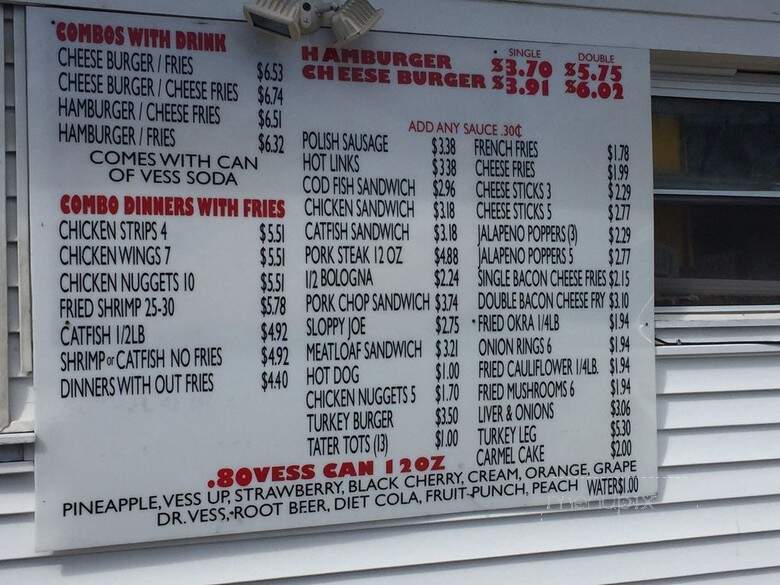 COMBOS WITH DRINK
CHEESE BURGER / FRIES $6.53
CHEESE BURGER / CHEESE FRIES $6.74
HAMBURGER / CHEESE FRIES $6.51
HAMBURGER / FRIES $6.32
COMES WITH CAN
OF VESS SODA
COMBO DINNERS WITH FRIES
CHICKEN STRIPS 4 $5.51
CHICKEN WINGS 7 $5.51
CHICKEN NUGGETS 10 $5.51
FRIED SHRIMP 25-30 $5.78
CATFISH 1/2LB $4.92
SHRIMP or CATFISH NO FRIES $4.92
DINNERS WITH OUT FRIES $4.40
SINGLE DOUBLE
HAMBURGER $3.70 $5.75
CHEESE BURGER $3.91 $6.02
ADD ANY SAUCE .30¢
POLISH SAUSAGE $3.38
HOT LINKS $3.38
COD FISH SANDWICH $2.96
CHICKEN SANDWICH $3.18
CATFISH SANDWICH $3.18
PORK STEAK 12 OZ $4.88
1/2 BOLOGNA $2.24
PORK CHOP SANDWICH $3.74
SLOPPY JOE $2.75
MEATLOAF SANDWICH $3.21
HOT DOG $1.00
CHICKEN NUGGETS 5 $1.70
TURKEY BURGER $3.50
TATER TOTS (13) $1.00
FRENCH FRIES $1.78
CHEESE FRIES $1.99
CHEESE STICKS 3 $2.29
CHEESE STICKS 5 $2.77
JALAPENO POPPERS (3) $2.29
JALAPENO POPPERS 5 $2.77
SINGLE BACON CHEESE FRIES $2.15
DOUBLE BACON CHEESE FRY $3.10
FRIED OKRA 1/4LB $1.94
ONION RINGS 6 $1.94
FRIED CAULIFLOWER 1/4LB. $1.94
FRIED MUSHROOMS 6 $1.94
LIVER & ONIONS $3.06
TURKEY LEG $5.30
CARMEL CAKE $2.00
.80VESS CAN 12OZ
PINEAPPLE, VESS UP, STRAWBERRY, BLACK CHERRY, CREAM, ORANGE, GRAPE
DR.VESS,-ROOT BEER, DIET COLA, FRUIT-PUNCH, PEACH WATER$1.00
menupix